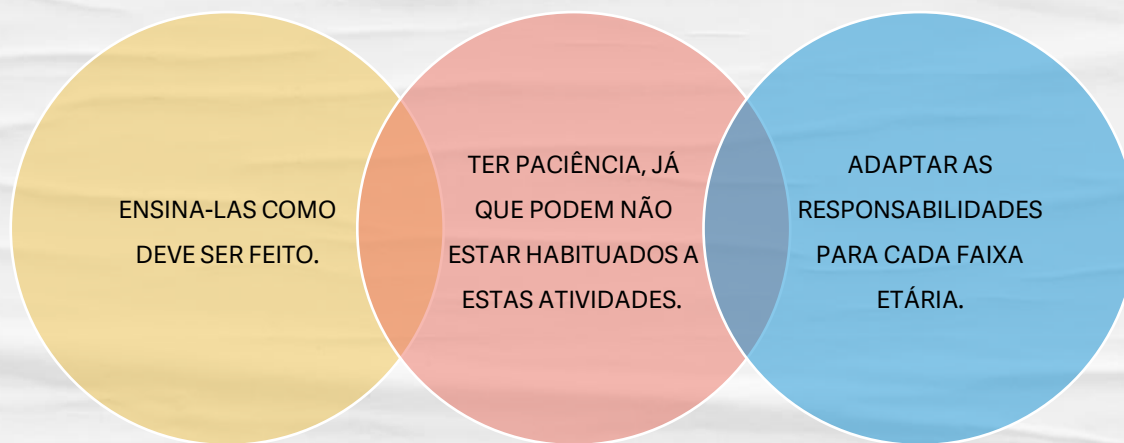 ENSINA-LAS COMO
DEVE SER FEITO.
TER PACIÊNCIA, JÁ
QUE PODEM NÃO
ESTAR HABITUADOS A
ESTAS ATIVIDADES.
ADAPTAR AS
RESPONSABILIDADES
PARA CADA FAIXA
ETÁRIA.